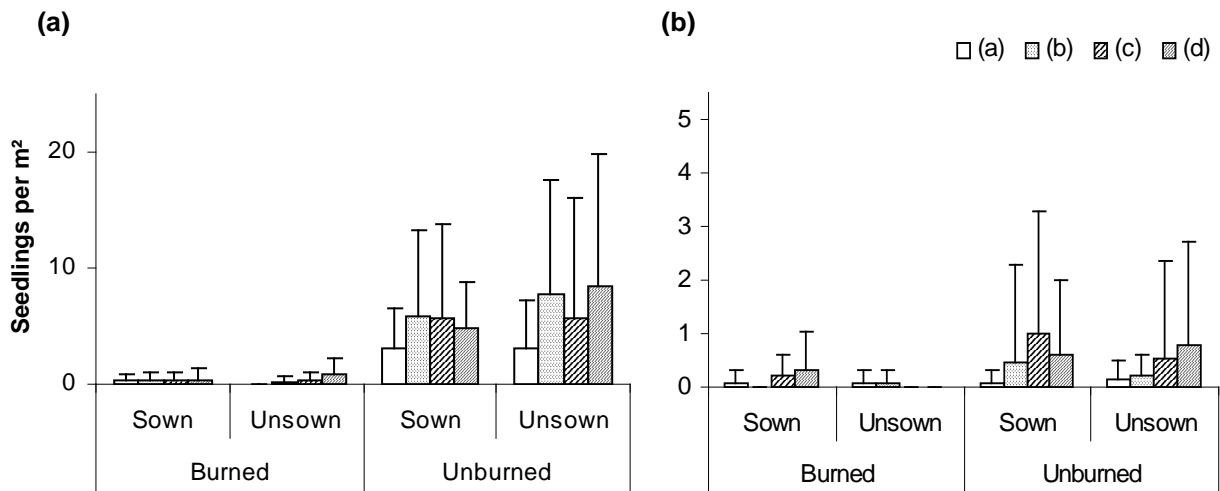 (a)
(b)
(a) (b) (c) (d)
Seedlings per m²
20
10
0
Sown Unsown Sown Unsown
Burned Unburned
5
4
3
2
1
0
Sown Unsown Sown Unsown
Burned Unburned